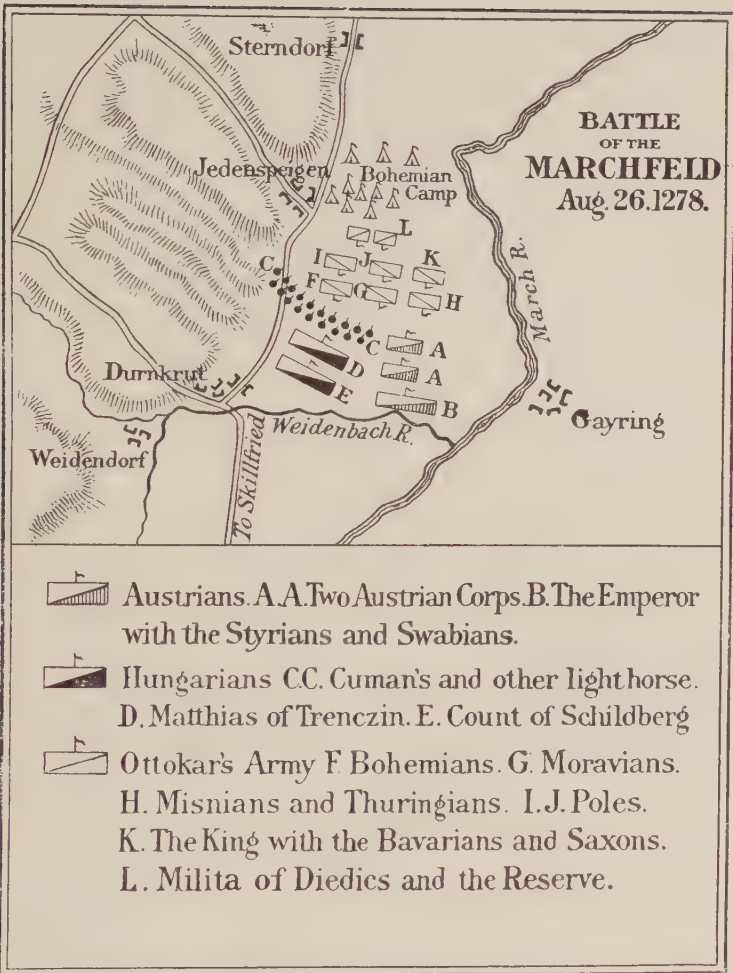 Sterndorf
BATTLE
OF THE
MARCHFELD
Aug. 26.1278.
Jedenspeigen
Bohemian
Camp
L
March R.
C
I
J
K
F
G
H
C
A
D
A
Durnkrut
E
B
Weidenbach R.
Gayring
Weidendorf
To Skillfried
Austrians. A.A. Two Austrian Corps. B. The Emperor
with the Styrians and Swabians.
Hungarians C.C. Cuman's and other light horse.
D. Matthias of Trenczin. E. Count of Schildberg
Ottokar's Army F. Bohemians. G. Moravians.
H. Misnians and Thuringians. I.J. Poles.
K. The King with the Bavarians and Saxons.
L. Milita of Diedics and the Reserve.